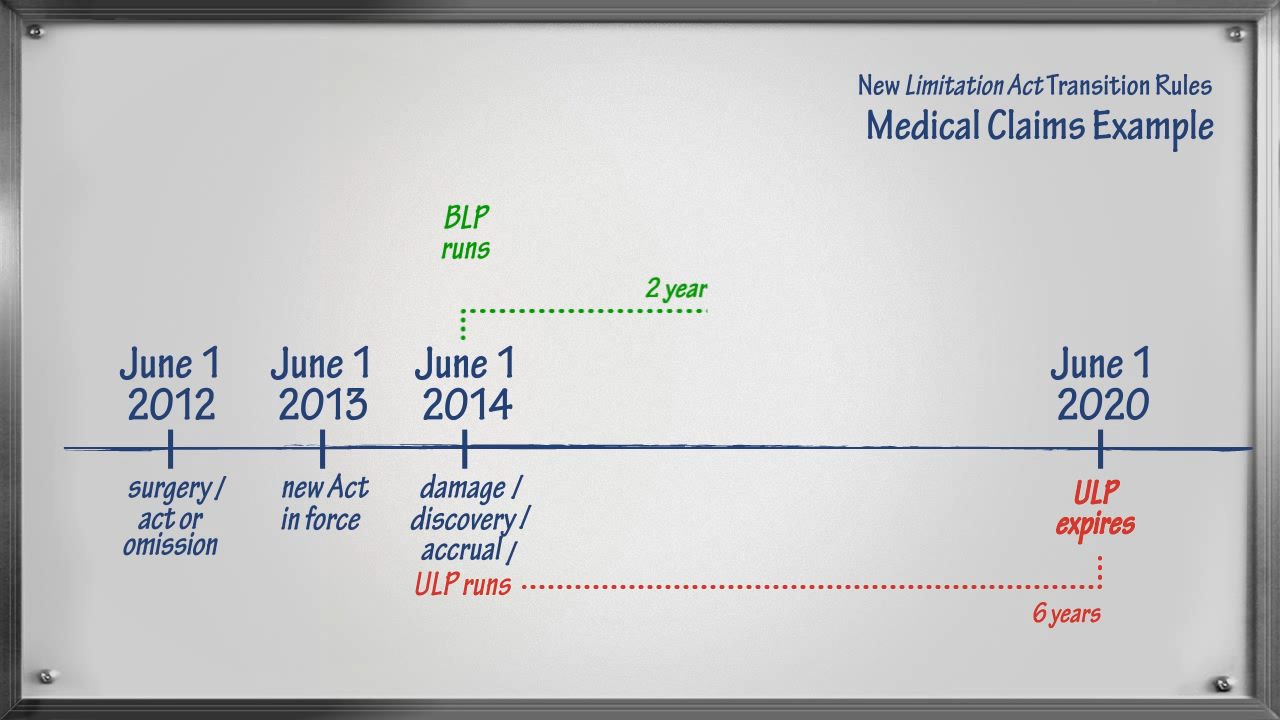 New Limitation Act Transition Rules
Medical Claims Example
BLP
runs
2 year
June 1
2012
June 1
2013
June 1
2014
June 1
2020
surgery /
act or
omission
new Act
in force
damage /
discovery /
accrual /
ULP runs
ULP
expires
6 years